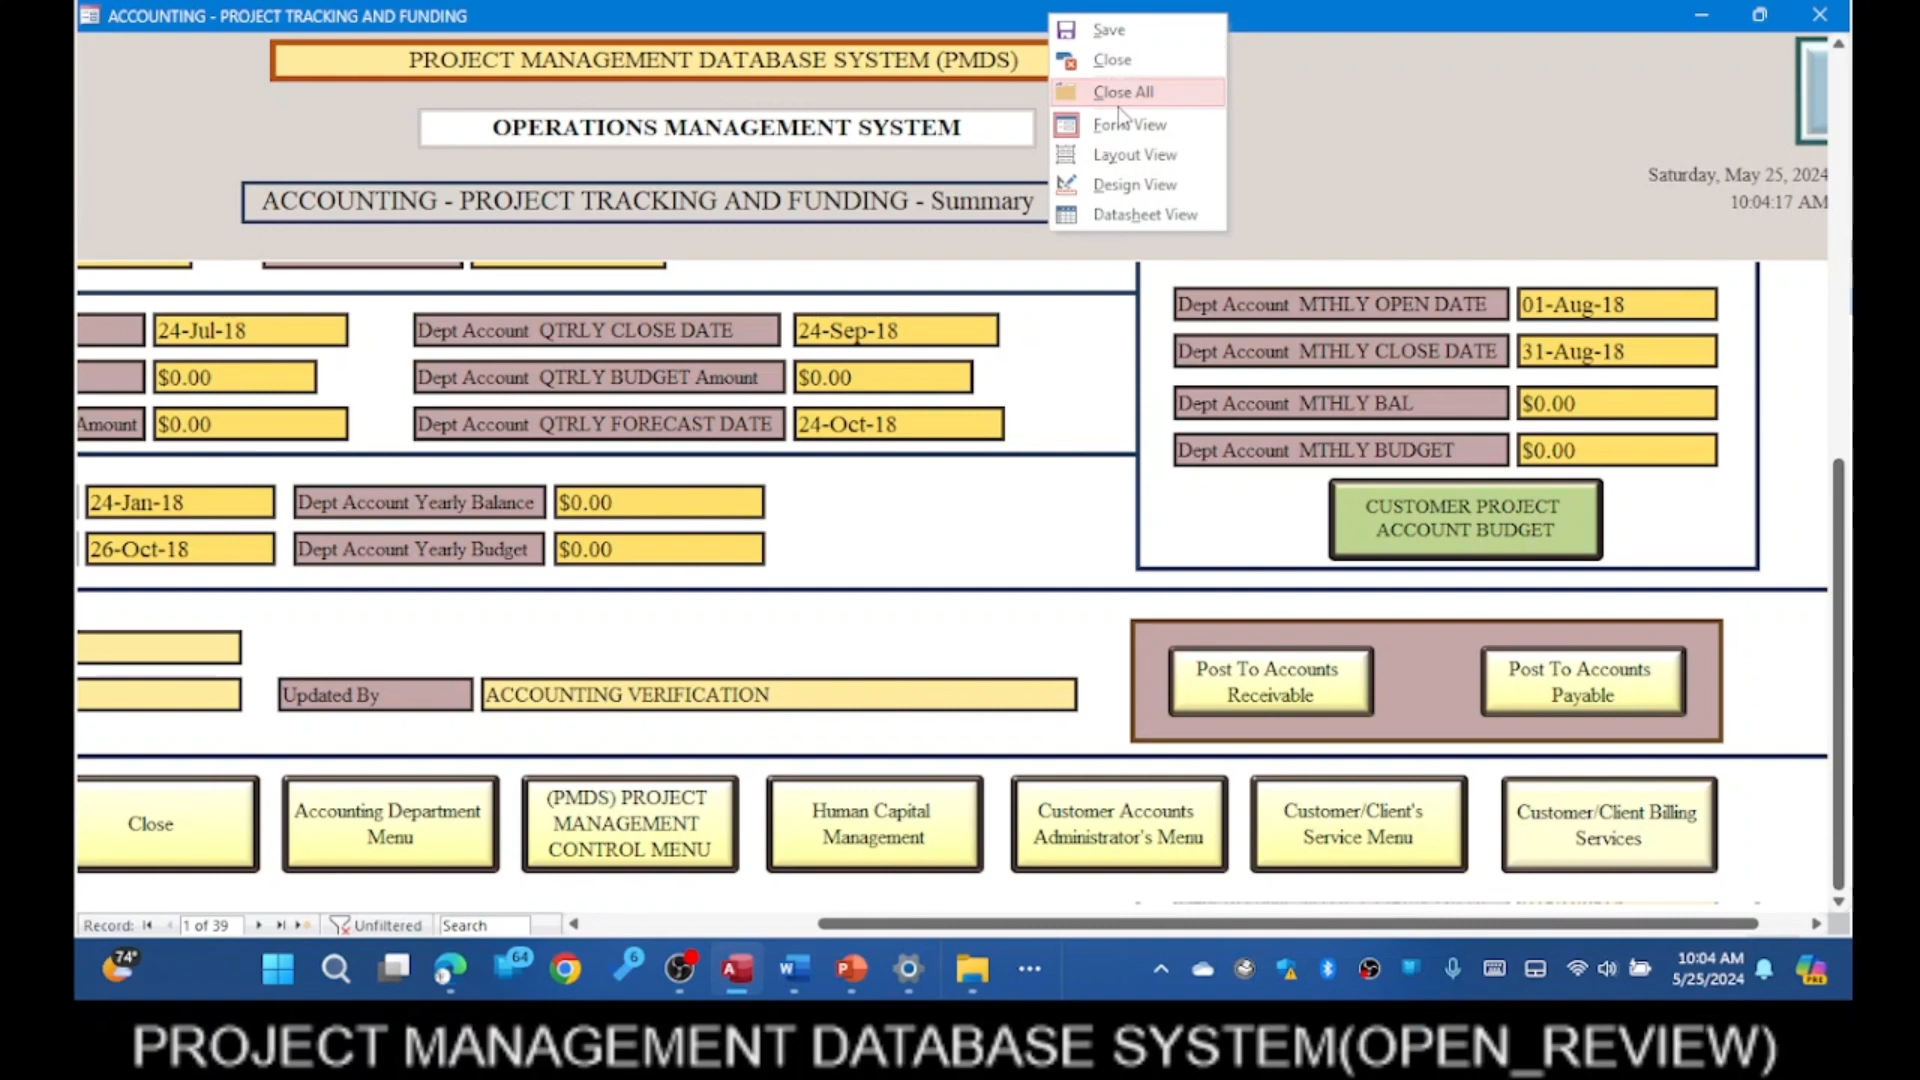 ACCOUNTING - PROJECT TRACKING AND FUNDING
PROJECT MANAGEMENT DATABASE SYSTEM (PMDS)
OPERATIONS MANAGEMENT SYSTEM
ACCOUNTING - PROJECT TRACKING AND FUNDING - Summary
Save
Close
Close All
Form View
Layout View
Design View
Datasheet View
Saturday, May 25, 2024
10:04:17 AM
24-Jul-18
Dept Account QTRLY CLOSE DATE
24-Sep-18
$0.00
Dept Account QTRLY BUDGET Amount
$0.00
Amount
$0.00
Dept Account QTRLY FORECAST DATE
24-Oct-18
Dept Account MTHLY OPEN DATE
01-Aug-18
Dept Account MTHLY CLOSE DATE
31-Aug-18
Dept Account MTHLY BAL
$0.00
Dept Account MTHLY BUDGET
$0.00
CUSTOMER PROJECT
ACCOUNT BUDGET
24-Jan-18
Dept Account Yearly Balance
$0.00
26-Oct-18
Dept Account Yearly Budget
$0.00
Updated By
ACCOUNTING VERIFICATION
Post To Accounts
Receivable
Post To Accounts
Payable
Close
Accounting Department
Menu
(PMDS) PROJECT
MANAGEMENT
CONTROL MENU
Human Capital
Management
Customer Accounts
Administrator's Menu
Customer/Client's
Service Menu
Customer/Client Billing
Services
Record:
1 of 39
Unfiltered
Search
74°
64
6
10:04 AM
5/25/2024
PRE
PROJECT MANAGEMENT DATABASE SYSTEM(OPEN_REVIEW)